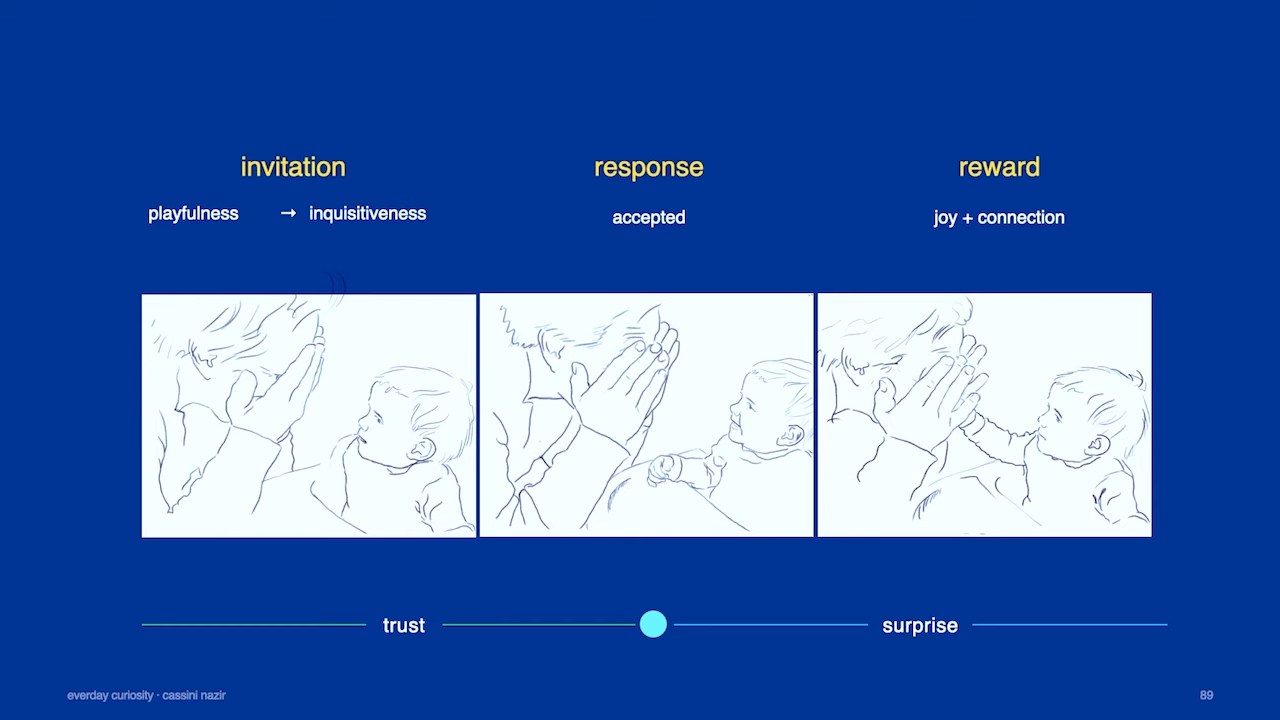 invitation
response
reward
playfulness → inquisitiveness
accepted
joy + connection
trust
surprise
everday curiosity · cassini nazir
89